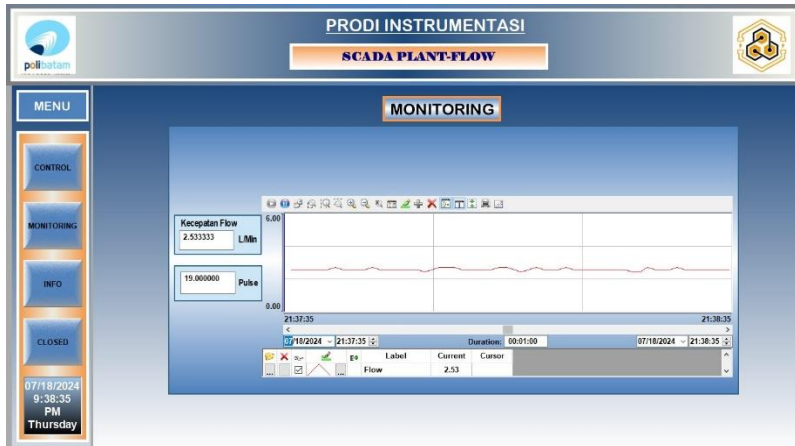 PRODI INSTRUMENTASI
SCADA PLANT-FLOW
polibatam
MENU
CONTROL
MONITORING
INFO
CLOSED
07/18/2024
9:38:35
PM
Thursday
MONITORING
Kecepatan Flow
2.533333 L/Min
19.000000 Pulse
6.00
0.00
21:37:35 21:38:35
07/18/2024 21:37:35 Duration: 00:01:00 07/18/2024 21:38:35
Label Current Cursor
Flow 2.53